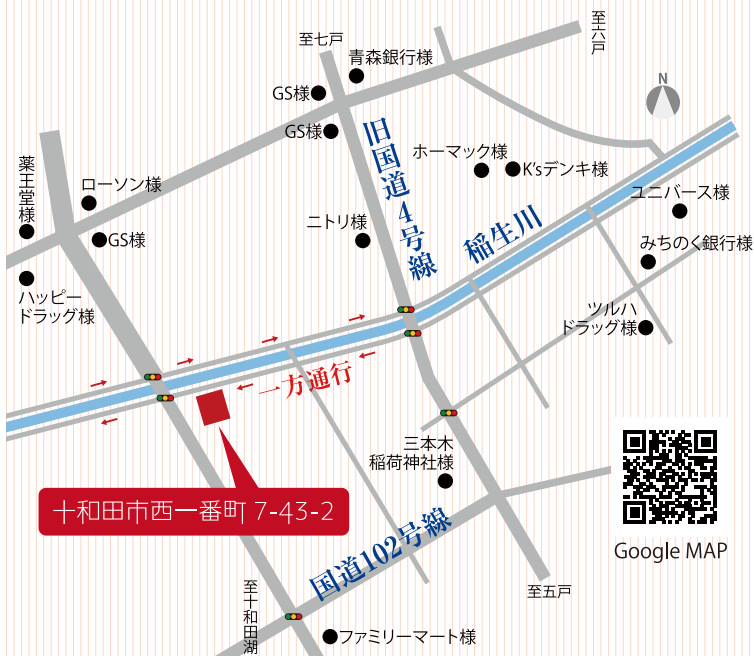 至六戸
至七戸
青森銀行様
GS様
GS様
N
旧国道4号線
ホーマック様
K'sデンキ様
薬王堂様
ローソン様
GS様
ニトリ様
稲生川
ユニバース様
みちのく銀行様
ハッピー
ドラッグ様
ツルハ
ドラッグ様
一方通行
三本木
稲荷神社様
十和田市西一番町 7-43-2
国道102号線
Google MAP
至五戸
至十和田湖
ファミリーマート様